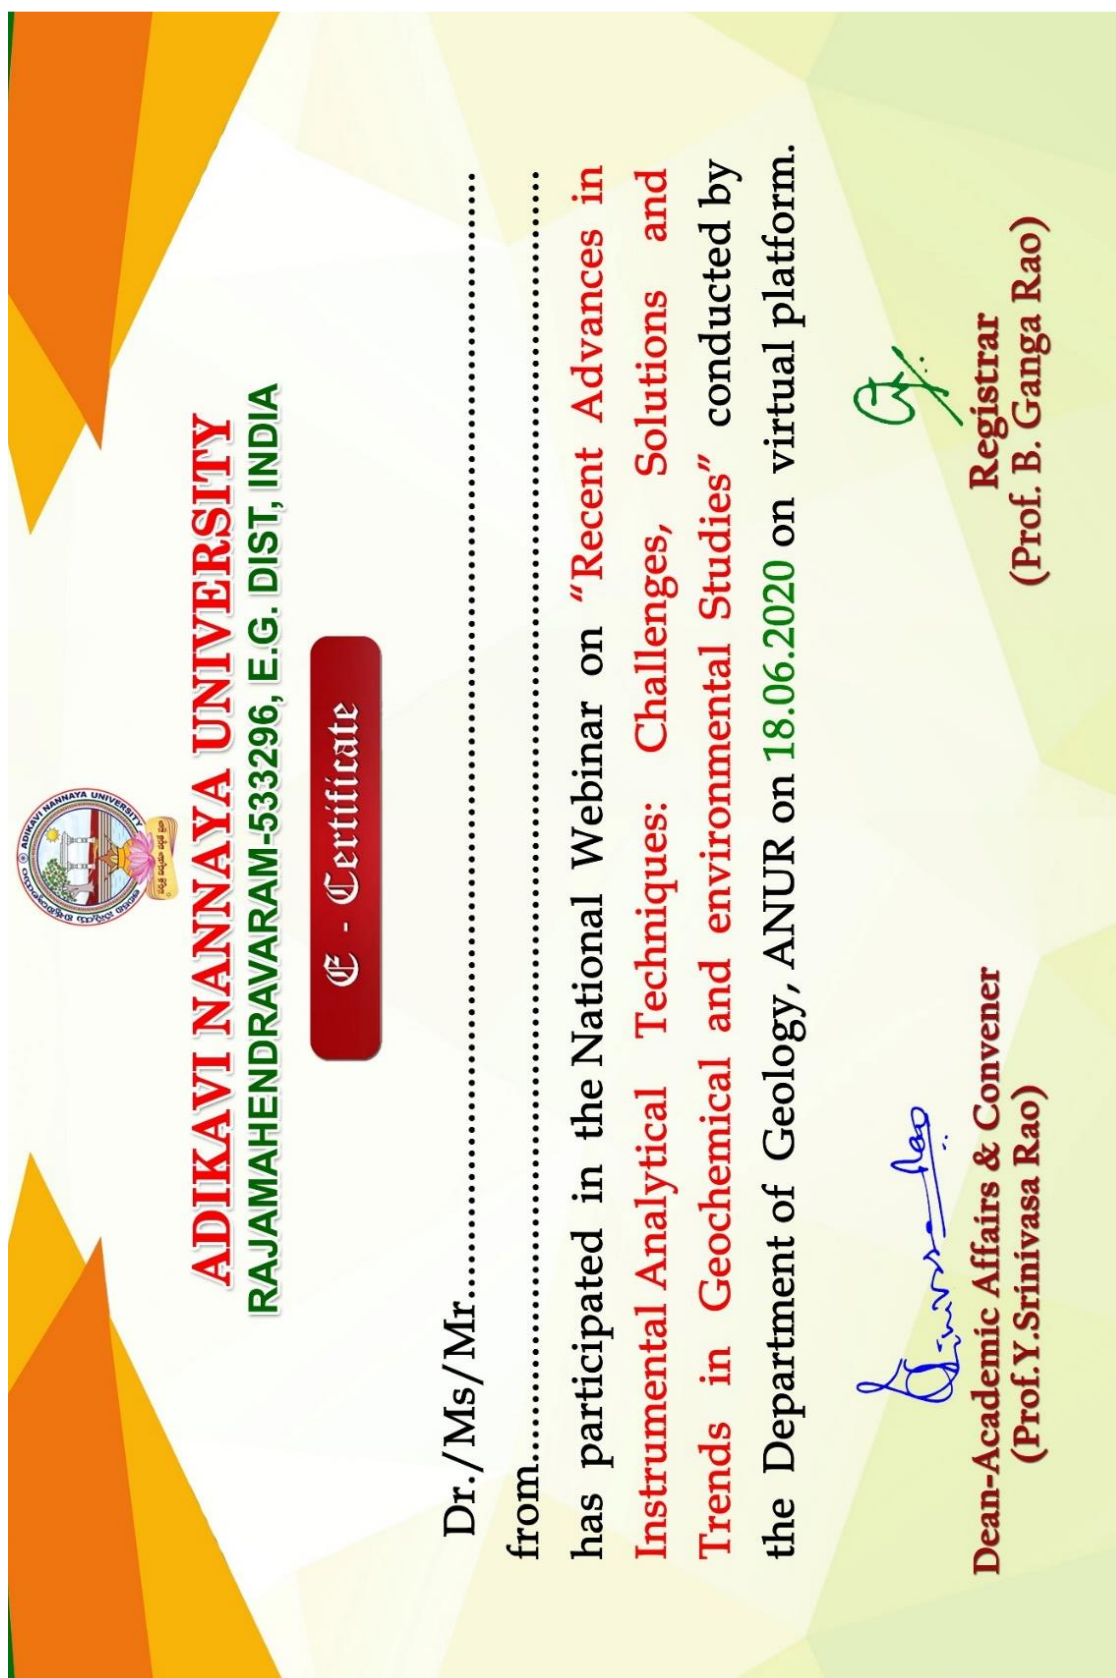 ADIKAVI NANNAYA UNIVERSITY
ADIKAVI NANNAYA UNIVERSITY
RAJAMAHENDRAVARAM-533296, E.G. DIST, INDIA
E - Certificate
Dr./Ms/Mr................................................................................
from................................................................................
has participated in the National Webinar on “Recent Advances in
Instrumental Analytical Techniques: Challenges, Solutions and
Trends in Geochemical and environmental Studies” conducted by
the Department of Geology, ANUR on 18.06.2020 on virtual platform.
Dean-Academic Affairs & Convener
(Prof.Y.Srinivasa Rao)
Registrar
(Prof. B. Ganga Rao)